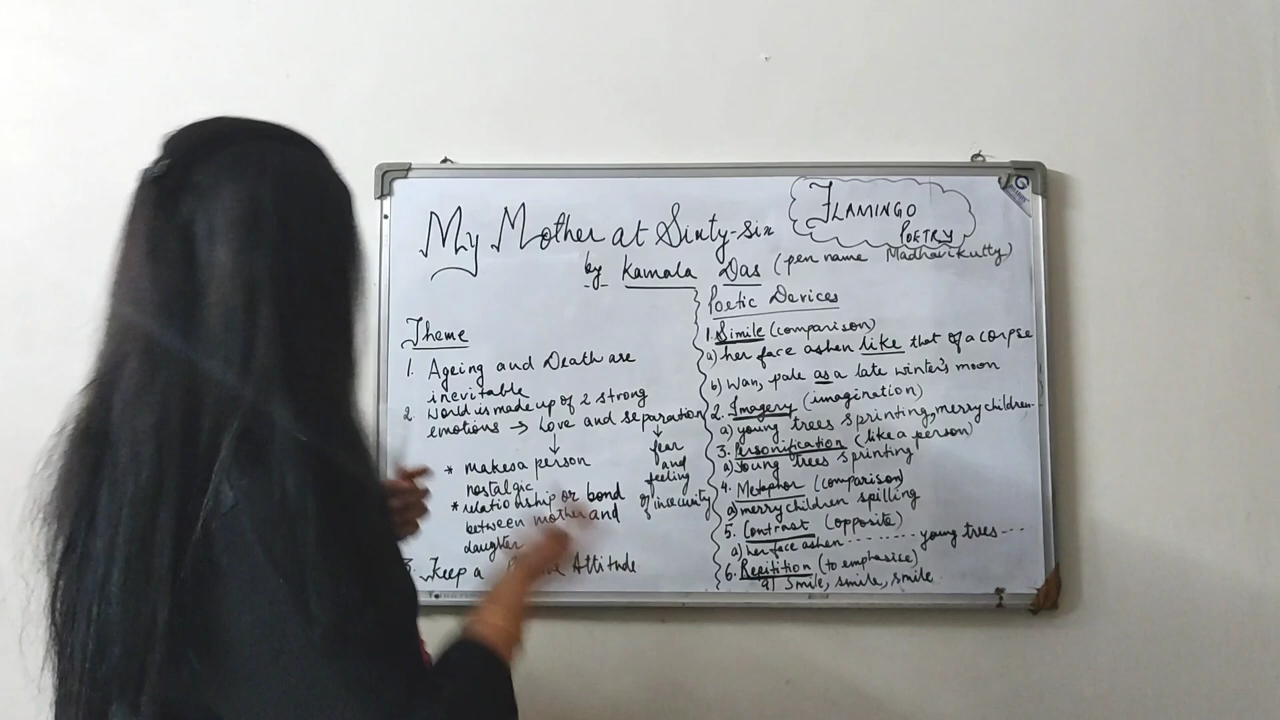 My Mother at Sixty-six
FLAMINGO
POETRY
by Kamala Das (pen name Madhavikutty)
Theme
1. Ageing and Death are
inevitable
2. World is made up of 2 strong
emotions → Love and separation
* makes a person
nostalgic
* relationship or bond
between mother and
daughter
fear
and
feeling
of insecurity
3. Keep a Attitude
Poetic Devices
1. Simile (comparison)
a) her face ashen like that of a corpse
b) Wan, pale as a late winter's moon
2. Imagery (imagination)
a) young trees sprinting, merry children..
3. Personification (like a person)
a) Young trees sprinting
4. Metaphor (comparison)
a) merry children spilling
5. Contrast (opposite)
a) her face ashen -------- young trees ---
6. Repitition (to emphasise)
a) Smile, smile, smile